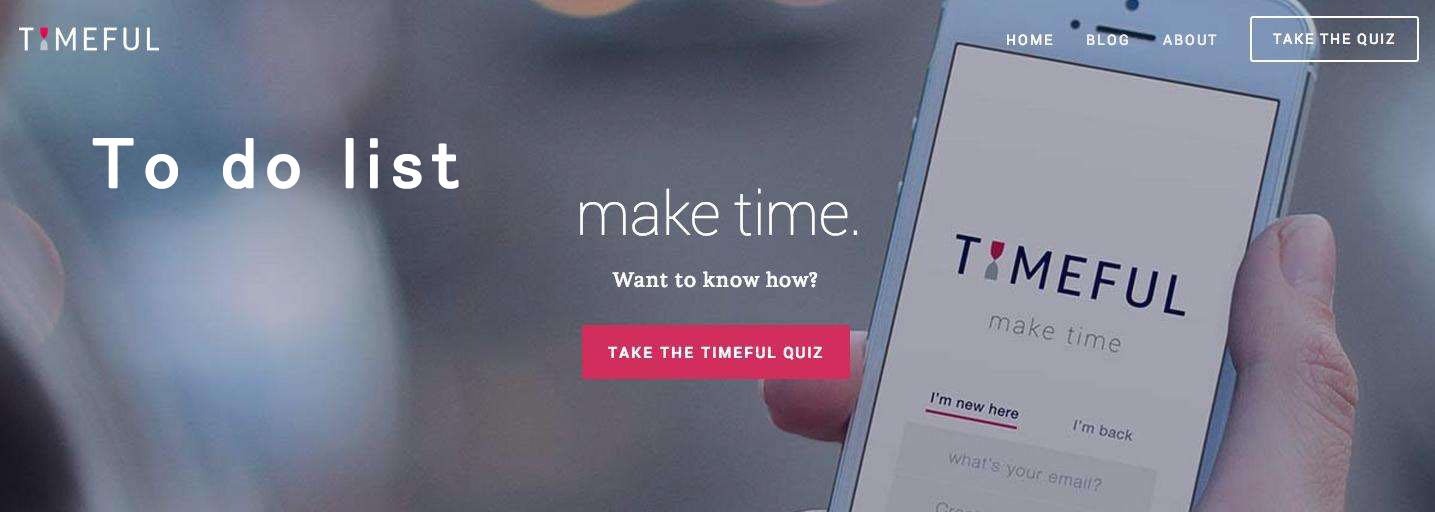 TIMEFUL
HOME BLOG ABOUT TAKE THE QUIZ
To do list
make time.
Want to know how?
TAKE THE TIMEFUL QUIZ
TIMEFUL
make time
I'm new here I'm back
what's your email?